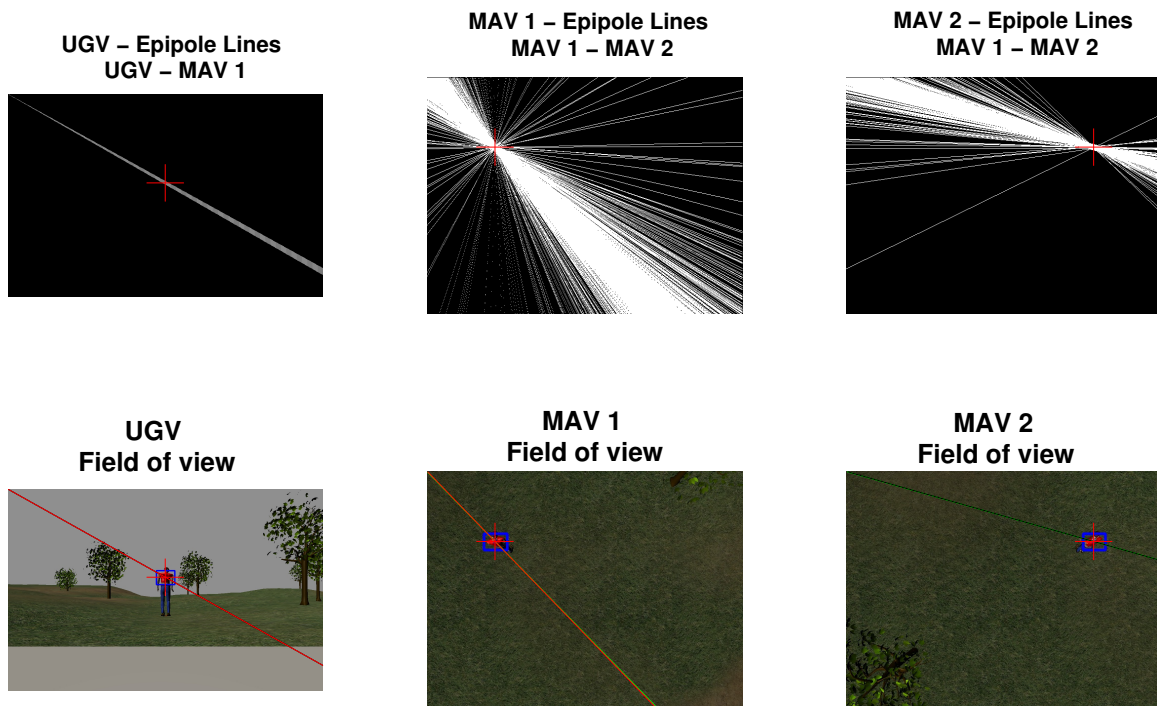 UGV – Epipole Lines
UGV – MAV 1
MAV 1 – Epipole Lines
MAV 1 – MAV 2
MAV 2 – Epipole Lines
MAV 1 – MAV 2
UGV
Field of view
MAV 1
Field of view
MAV 2
Field of view